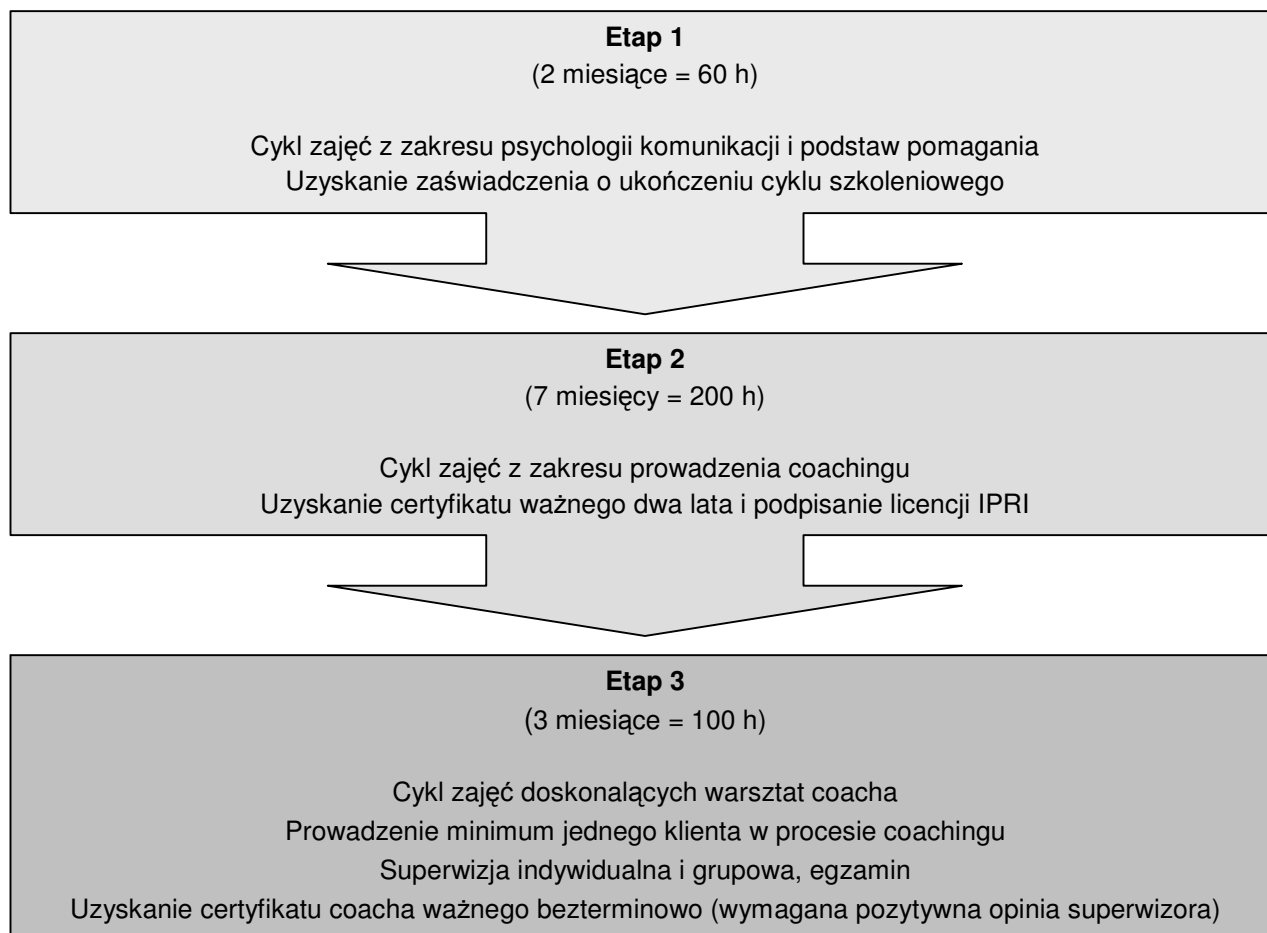 Etap 1
(2 miesiące = 60 h)
Cykl zajęć z zakresu psychologii komunikacji i podstaw pomagania
Uzyskanie zaświadczenia o ukończeniu cyklu szkoleniowego
Etap 2
(7 miesięcy = 200 h)
Cykl zajęć z zakresu prowadzenia coachingu
Uzyskanie certyfikatu ważnego dwa lata i podpisanie licencji IPRI
Etap 3
(3 miesiące = 100 h)
Cykl zajęć doskonalących warsztat coacha
Prowadzenie minimum jednego klienta w procesie coachingu
Superwizja indywidualna i grupowa, egzamin
Uzyskanie certyfikatu coacha ważnego bezterminowo (wymagana pozytywna opinia superwizora)